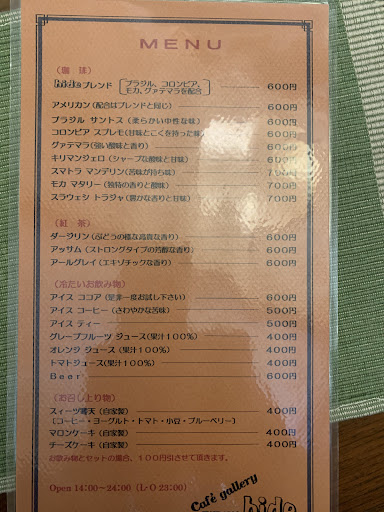 MENU
（珈琲）
hideブレンド［ブラジル、コロンビア、モカ、グァテマラを配合］ 600円
アメリカン（配合はブレンドと同じ） 600円
ブラジル サントス（柔らかい中性な味） 600円
コロンビア スプレモ（甘味とこくを持った味） 600円
グァテマラ（強い酸味と香り） 600円
キリマンジェロ（シャープな酸味と甘味） 600円
スマトラ マンデリン（苦味が持ち味） 700円
モカ マタリー（独特の香りと酸味） 700円
スラウェシ トラジャ（豊かな香りと甘味） 700円
（紅茶）
ダージリン（ぶどうの様な高貴な香り） 600円
アッサム（ストロングタイプの芳醇な香り） 600円
アールグレイ（エキゾチックな香り） 600円
（冷たいお飲み物）
アイス ココア（是非一度お試し下さい） 600円
アイス コーヒー（さわやかな苦味） 500円
アイス ティー 500円
グレープフルーツ ジュース（果汁100%） 400円
オレンジ ジュース（果汁100%） 400円
トマトジュース（果汁100%） 400円
Beer 600円
（お召し上り物）
スィーツ寒天（自家製） 400円
［コーヒー・ヨーグルト・トマト・小豆・ブルーベリー］
マロンケーキ（自家製） 400円
チーズケーキ（自家製） 400円
お飲み物とセットの場合、100円引させて頂きます。
Open 14:00〜24:00（L・O 23:00）
Café gallery
hide